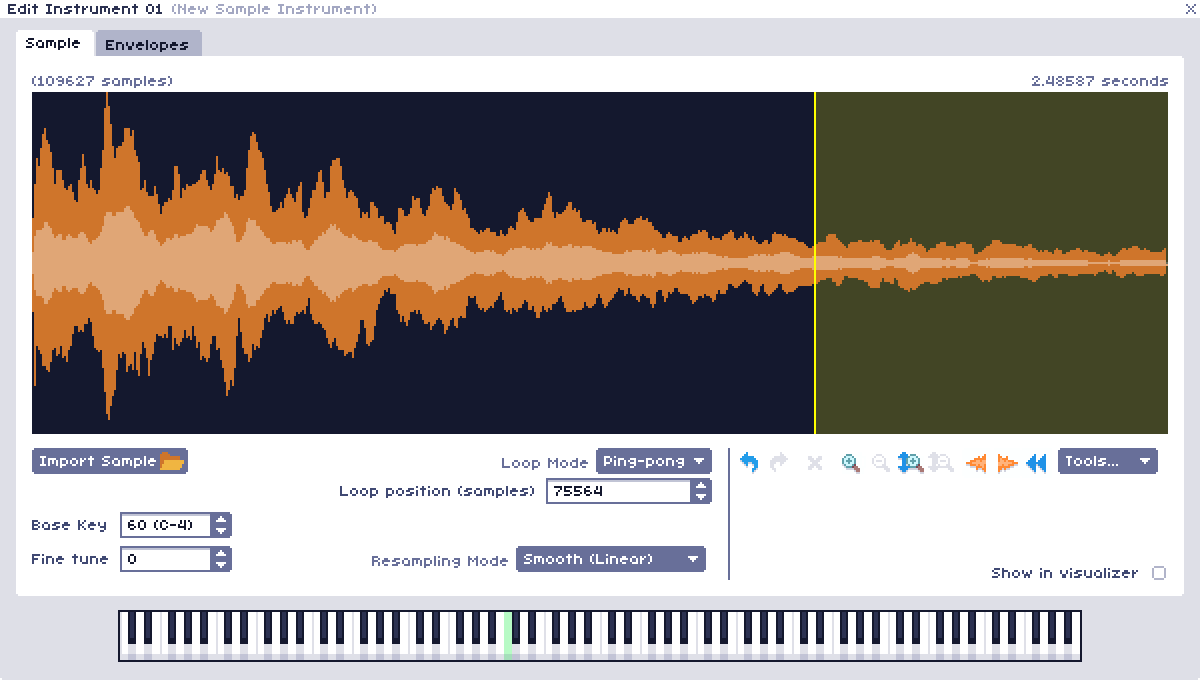 Edit Instrument 01 (New Sample Instrument)
Sample Envelopes
(109627 samples) 2.48587 seconds
Import Sample Loop Mode Ping-pong Tools...
Loop position (samples) 75564
Base Key 60 (C-4)
Fine tune 0 Resampling Mode Smooth (Linear)
Show in visualizer